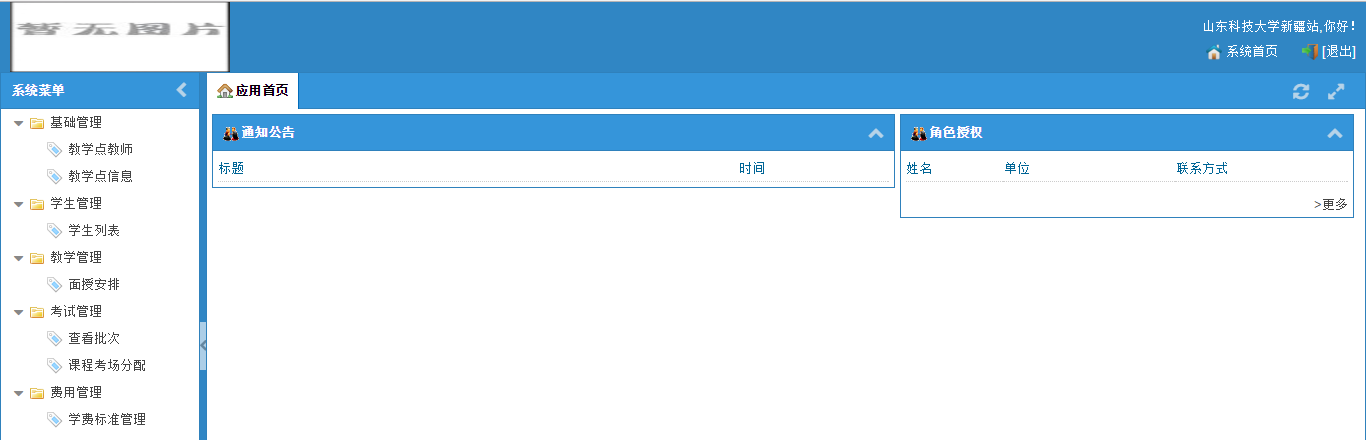 暂无图片
山东科技大学新疆站,你好!
系统首页 [退出]
系统菜单
应用首页
基础管理
教学点教师
教学点信息
学生管理
学生列表
教学管理
面授安排
考试管理
查看批次
课程考场分配
费用管理
学费标准管理
通知公告
标题 时间
角色授权
姓名 单位 联系方式
>更多